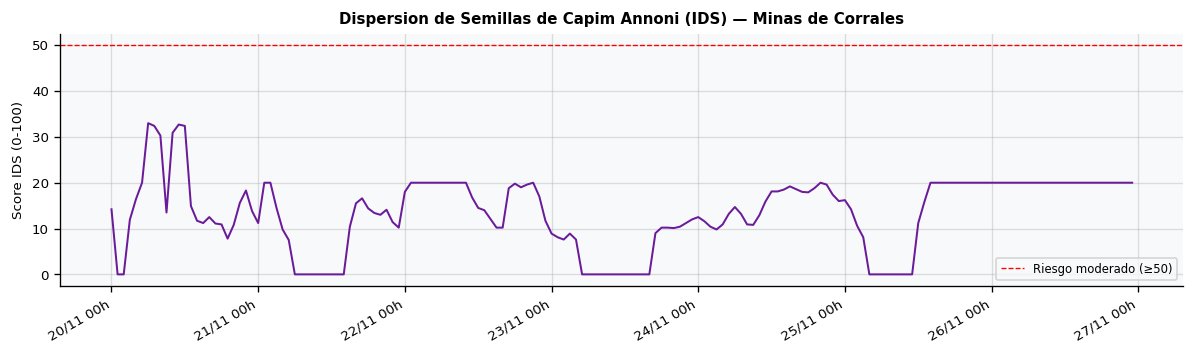 Dispersion de Semillas de Capim Annoni (IDS) — Minas de Corrales
Score IDS (0-100)
50
40
30
20
10
0
Riesgo moderado (≥50)
20/11 00h
21/11 00h
22/11 00h
23/11 00h
24/11 00h
25/11 00h
26/11 00h
27/11 00h